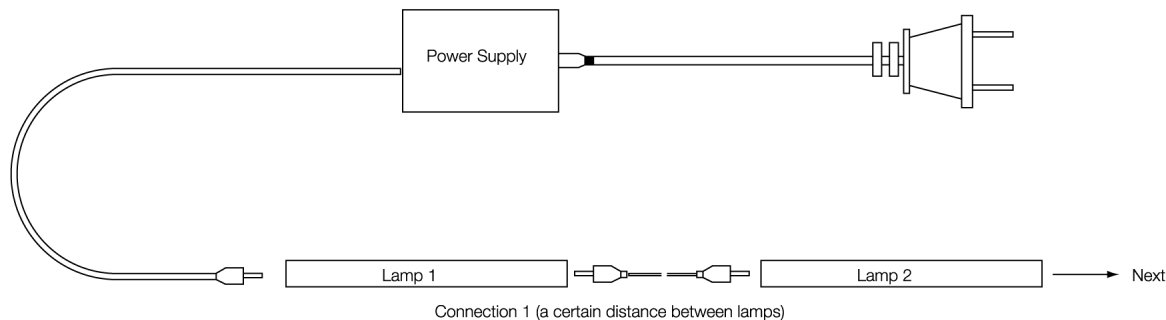 Power Supply
Lamp 1
Lamp 2
Next
Connection 1 (a certain distance between lamps)